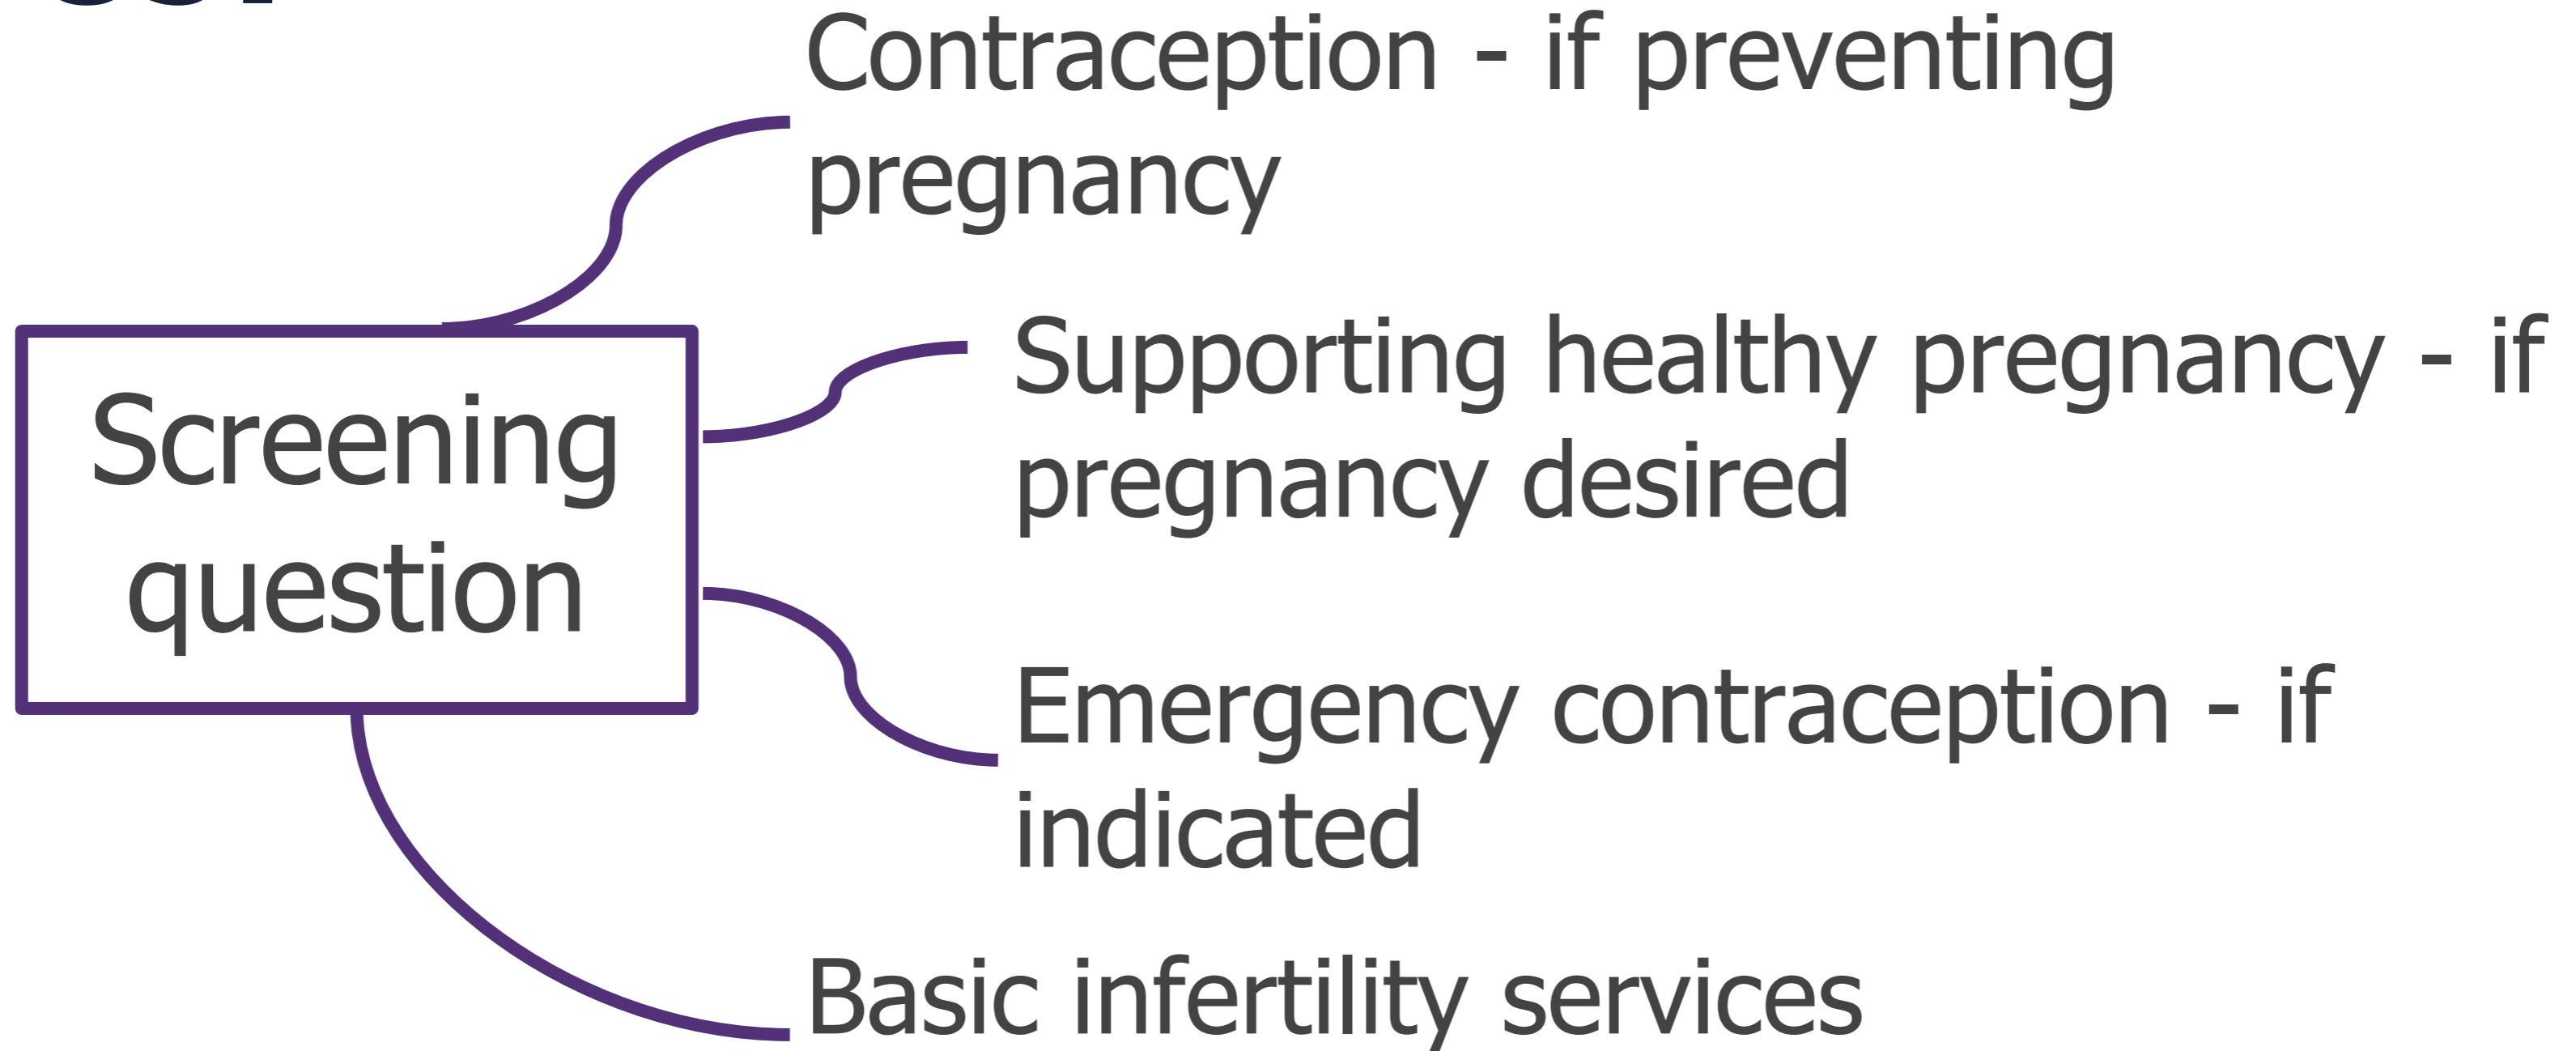 Contraception - if preventing
pregnancy
Supporting healthy pregnancy - if
pregnancy desired
Screening
question
Emergency contraception - if
indicated
Basic infertility services